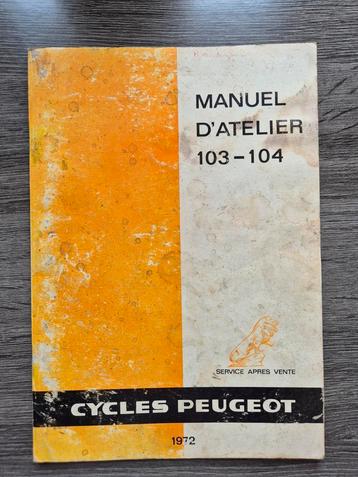 MANUEL
D'ATELIER
103-104
SERVICE APRES VENTE
CYCLES PEUGEOT
1972